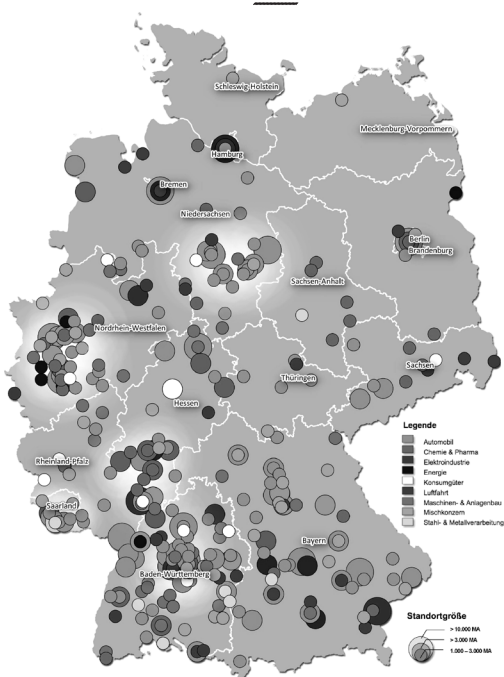 Schleswig-Holstein
Mecklenburg-Vorpommern
Hamburg
Bremen
Niedersachsen
Berlin
Brandenburg
Sachsen-Anhalt
Nordrhein-Westfalen
Sachsen
Thüringen
Hessen
Rheinland-Pfalz
Saarland
Bayern
Baden-Württemberg
Legende
Automobil
Chemie & Pharma
Elektroindustrie
Energie
Konsumgüter
Luftfahrt
Maschinen- & Anlagenbau
Mischkonzern
Stahl- & Metallverarbeitung
Standortgröße
> 10.000 MA
> 3.000 MA
1.000 – 3.000 MA